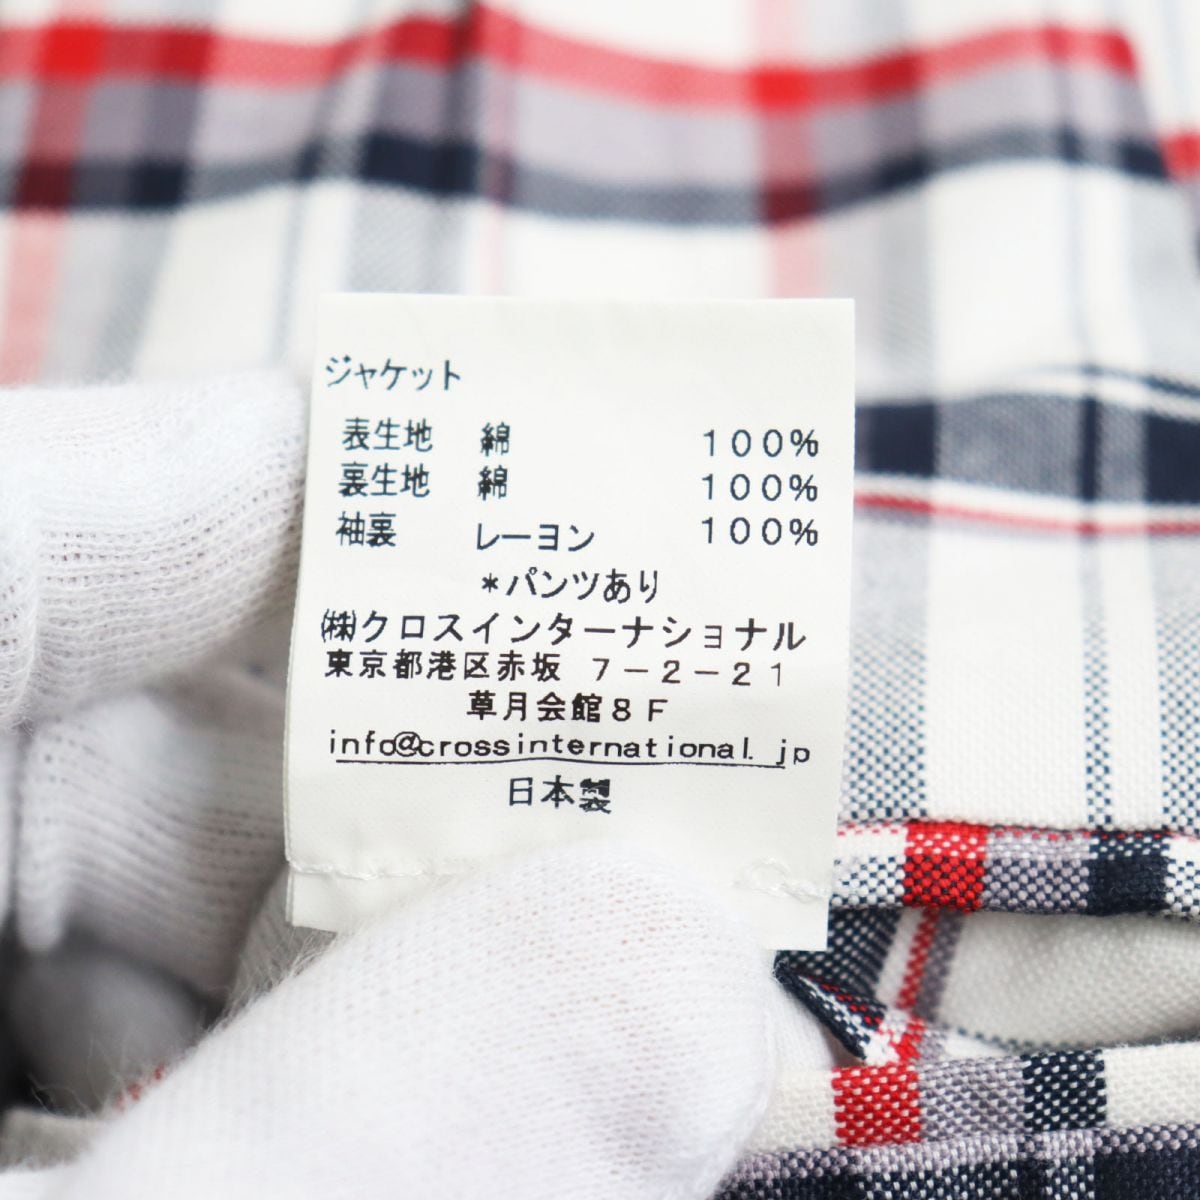 ジャケット
表生地 綿 100%
裏生地 綿 100%
袖裏 レーヨン 100%
*パンツあり
㈱クロスインターナショナル
東京都港区赤坂 7-2-21
草月会館8F
info@crossinternational.jp
日本製